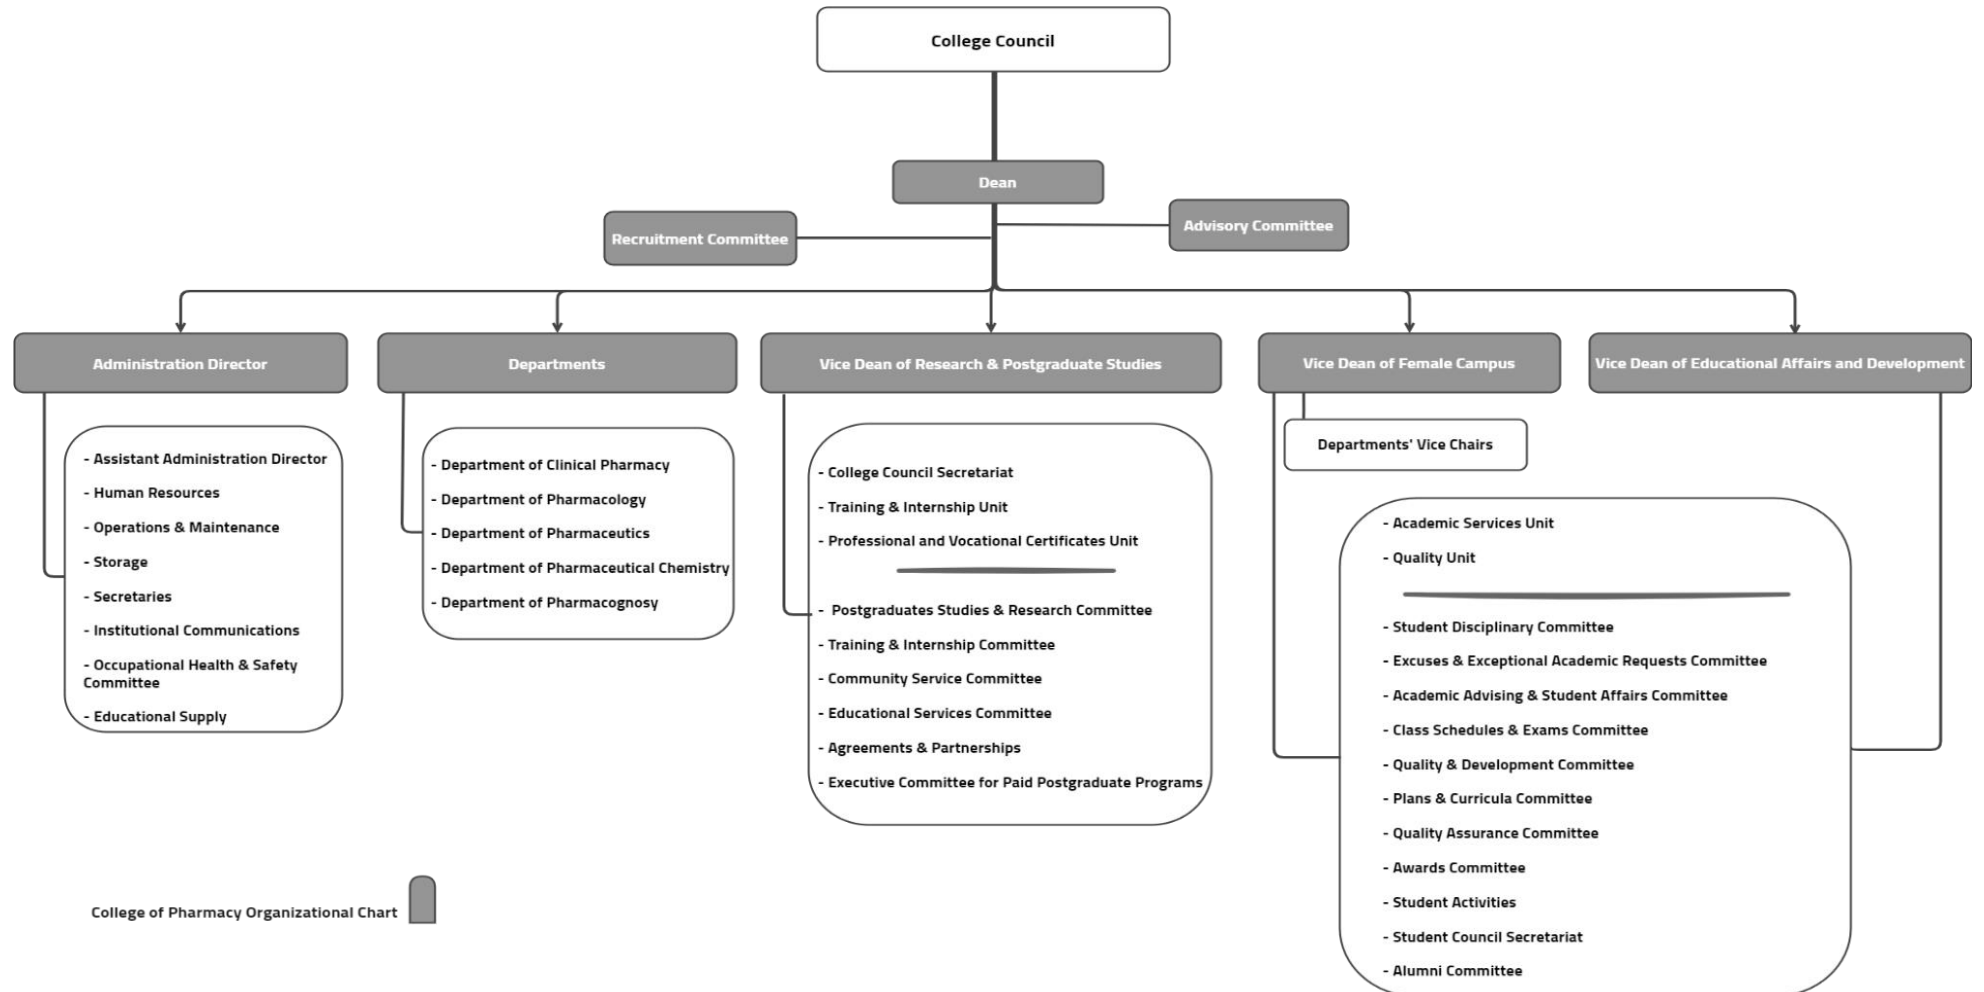 College Council
Dean
Recruitment Committee
Advisory Committee
Administration Director
Departments
Vice Dean of Research & Postgraduate Studies
Vice Dean of Female Campus
Vice Dean of Educational Affairs and Development
- Assistant Administration Director
- Human Resources
- Operations & Maintenance
- Storage
- Secretaries
- Institutional Communications
- Occupational Health & Safety
Committee
- Educational Supply
- Department of Clinical Pharmacy
- Department of Pharmacology
- Department of Pharmaceutics
- Department of Pharmaceutical Chemistry
- Department of Pharmacognosy
- College Council Secretariat
- Training & Internship Unit
- Professional and Vocational Certificates Unit
- Postgraduates Studies & Research Committee
- Training & Internship Committee
- Community Service Committee
- Educational Services Committee
- Agreements & Partnerships
- Executive Committee for Paid Postgraduate Programs
Departments' Vice Chairs
- Academic Services Unit
- Quality Unit
- Student Disciplinary Committee
- Excuses & Exceptional Academic Requests Committee
- Academic Advising & Student Affairs Committee
- Class Schedules & Exams Committee
- Quality & Development Committee
- Plans & Curricula Committee
- Quality Assurance Committee
- Awards Committee
- Student Activities
- Student Council Secretariat
- Alumni Committee
College of Pharmacy Organizational Chart